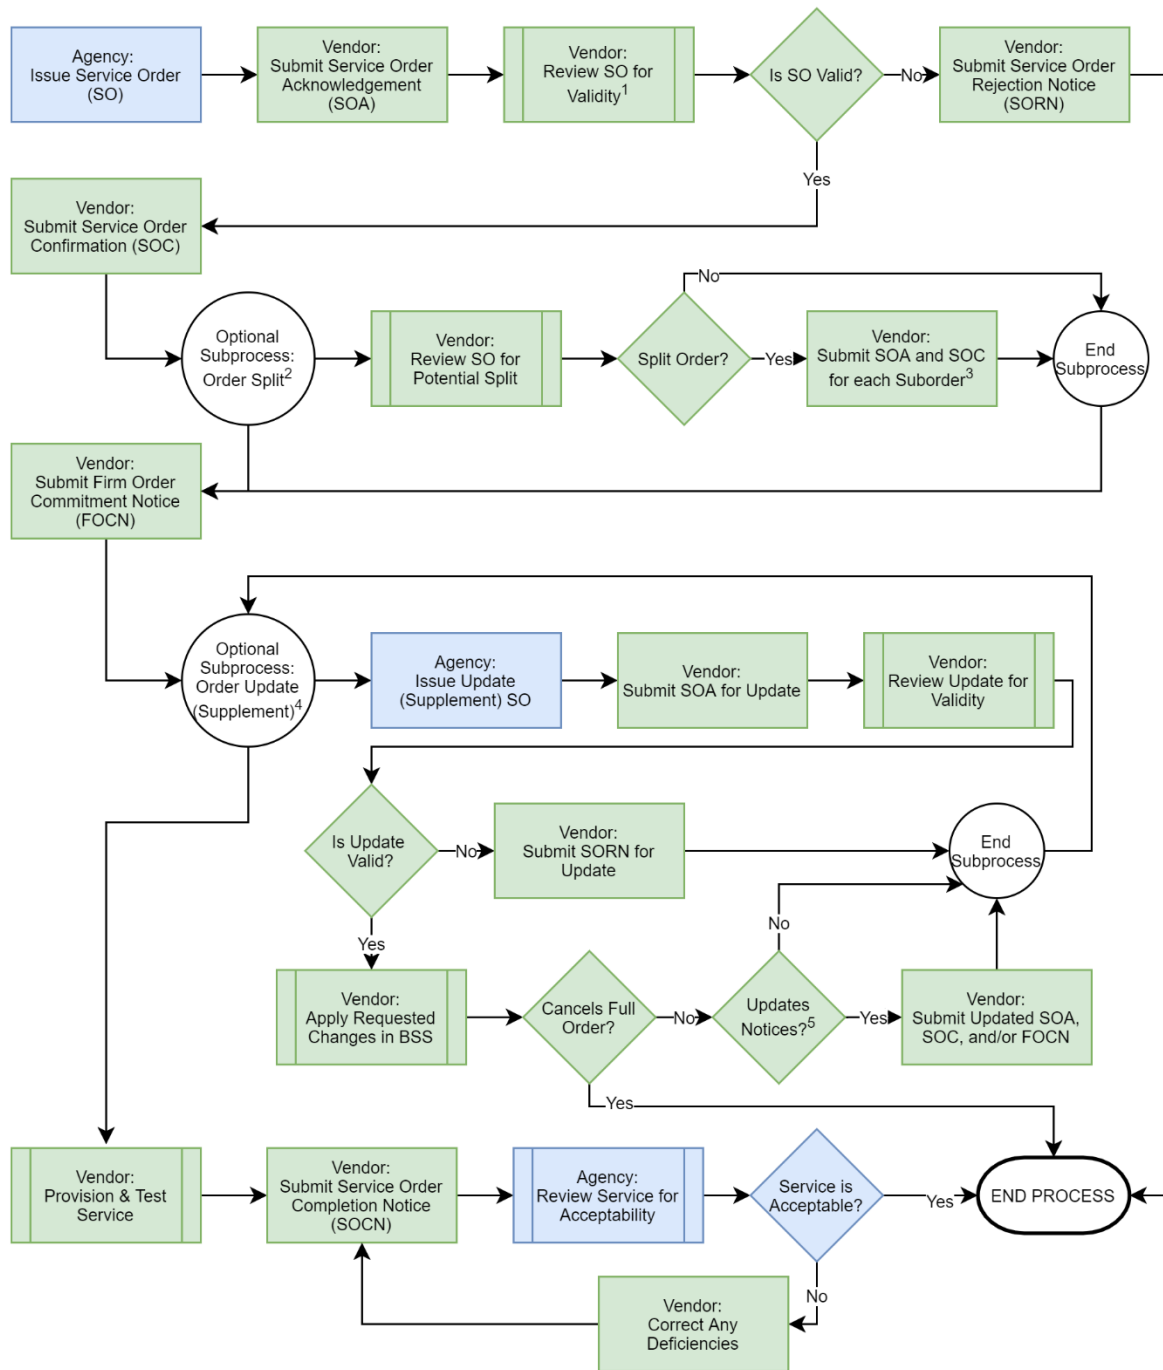 Agency:
Issue Service Order
(SO)
Vendor:
Submit Service Order
Acknowledgement
(SOA)
Vendor:
Review SO for
Validity1
Is SO Valid?
No
Vendor:
Submit Service Order
Rejection Notice
(SORN)
Yes
Vendor:
Submit Service Order
Confirmation (SOC)
Optional
Subprocess:
Order Split2
Vendor:
Review SO for
Potential Split
Split Order?
No
Yes
Vendor:
Submit SOA and SOC
for each Suborder3
End
Subprocess
Vendor:
Submit Firm Order
Commitment Notice
(FOCN)
Optional
Subprocess:
Order Update
(Supplement)4
Agency:
Issue Update
(Supplement) SO
Vendor:
Submit SOA for Update
Vendor:
Review Update for
Validity
Is Update
Valid?
No
Vendor:
Submit SORN for
Update
End
Subprocess
Yes
Vendor:
Apply Requested
Changes in BSS
Cancels Full
Order?
No
Updates
Notices?5
No
Yes
Vendor:
Submit Updated SOA,
SOC, and/or FOCN
Yes
Vendor:
Provision & Test
Service
Vendor:
Submit Service Order
Completion Notice
(SOCN)
Agency:
Review Service for
Acceptability
Service is
Acceptable?
Yes
END PROCESS
No
Vendor:
Correct Any
Deficiencies